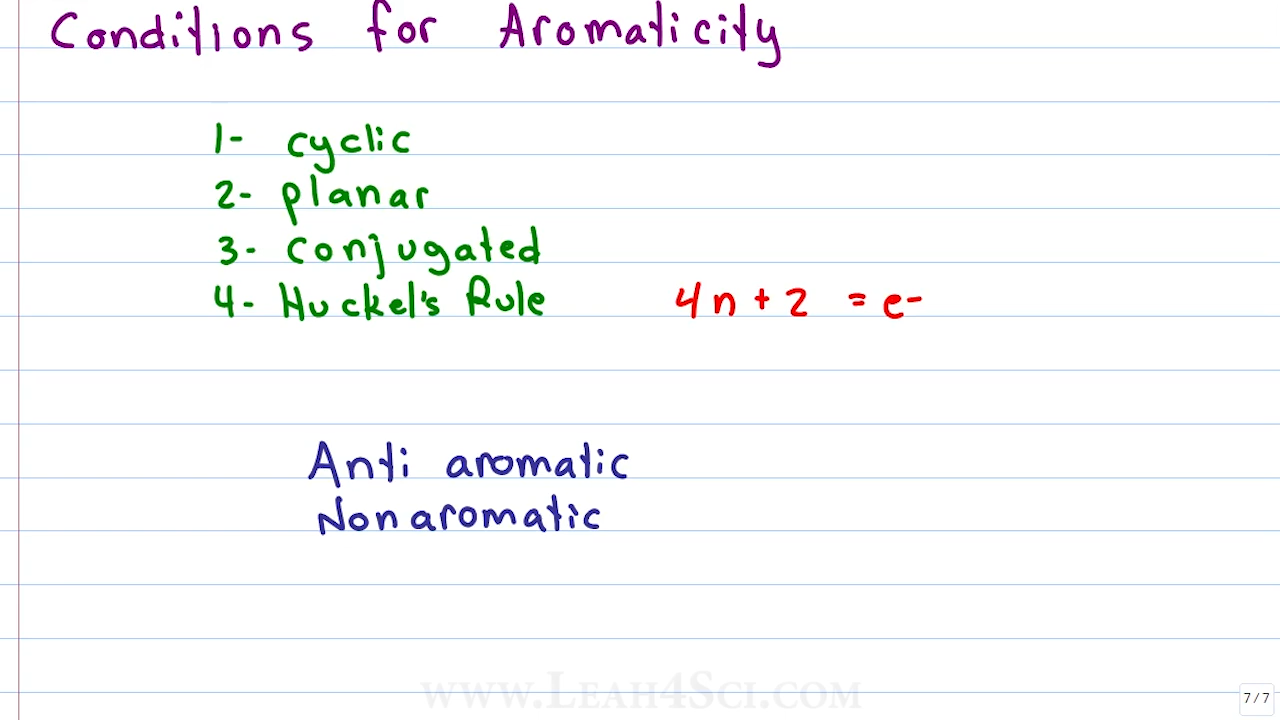 Conditions for Aromaticity
1- cyclic
2- planar
3- conjugated
4- Huckel's Rule 4n + 2 = e-
Anti aromatic
Nonaromatic
www.Leah4Sci.com
7/7